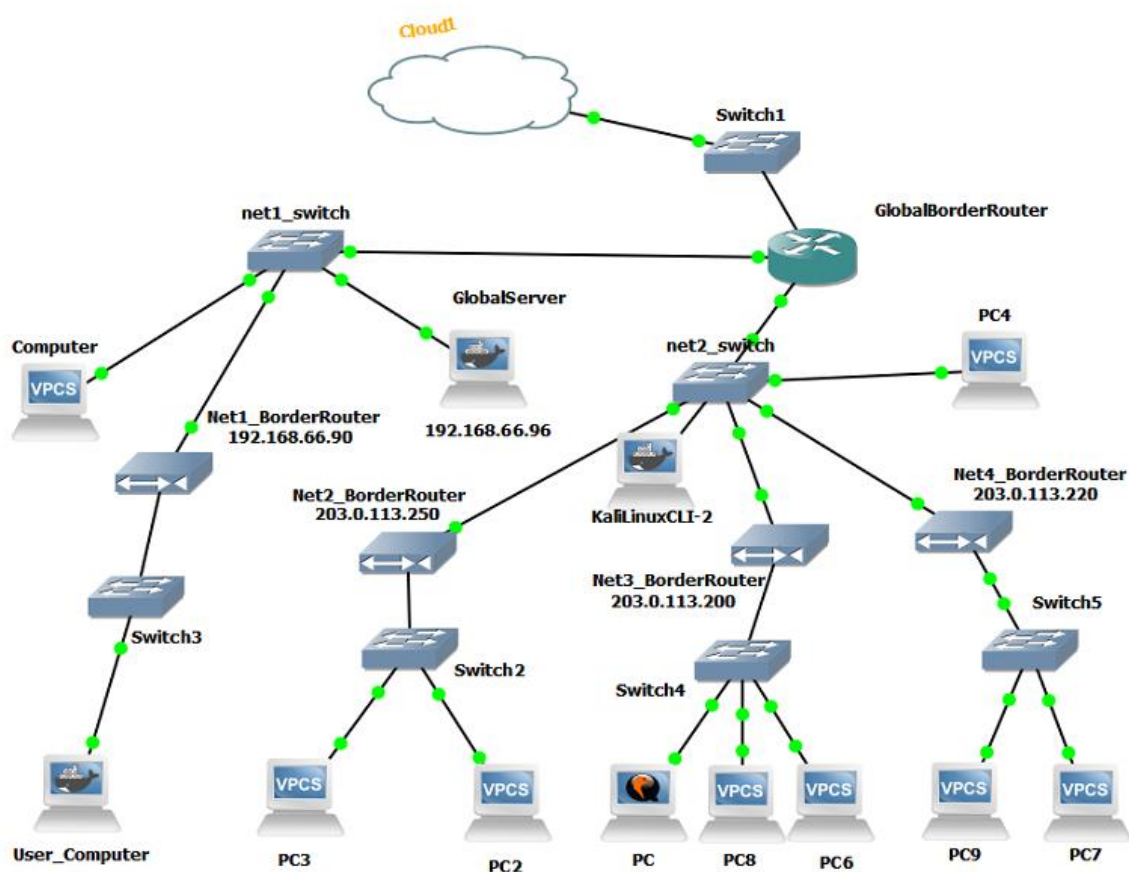 Cloud1
Switch1
net1_switch
GlobalBorderRouter
GlobalServer
PC4
VPCS
net2_switch
Computer
VPCS
Net1_BorderRouter
192.168.66.90
192.168.66.96
Net2_BorderRouter
203.0.113.250
KaliLinuxCLI-2
Net4_BorderRouter
203.0.113.220
Net3_BorderRouter
203.0.113.200
Switch3
Switch2
Switch4
Switch5
VPCS
VPCS
VPCS
VPCS
VPCS
VPCS
User_Computer
PC3
PC2
PC
PC8
PC6
PC9
PC7